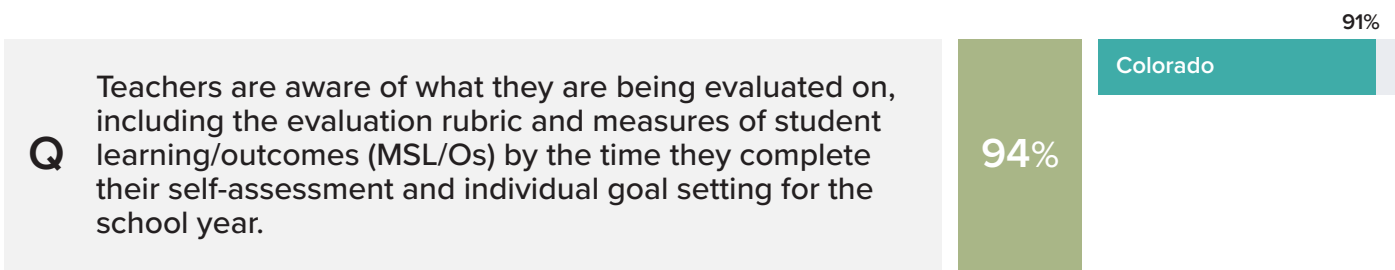 91%
Colorado
Q
Teachers are aware of what they are being evaluated on,
including the evaluation rubric and measures of student
learning/outcomes (MSL/Os) by the time they complete
their self-assessment and individual goal setting for the
school year.
94%